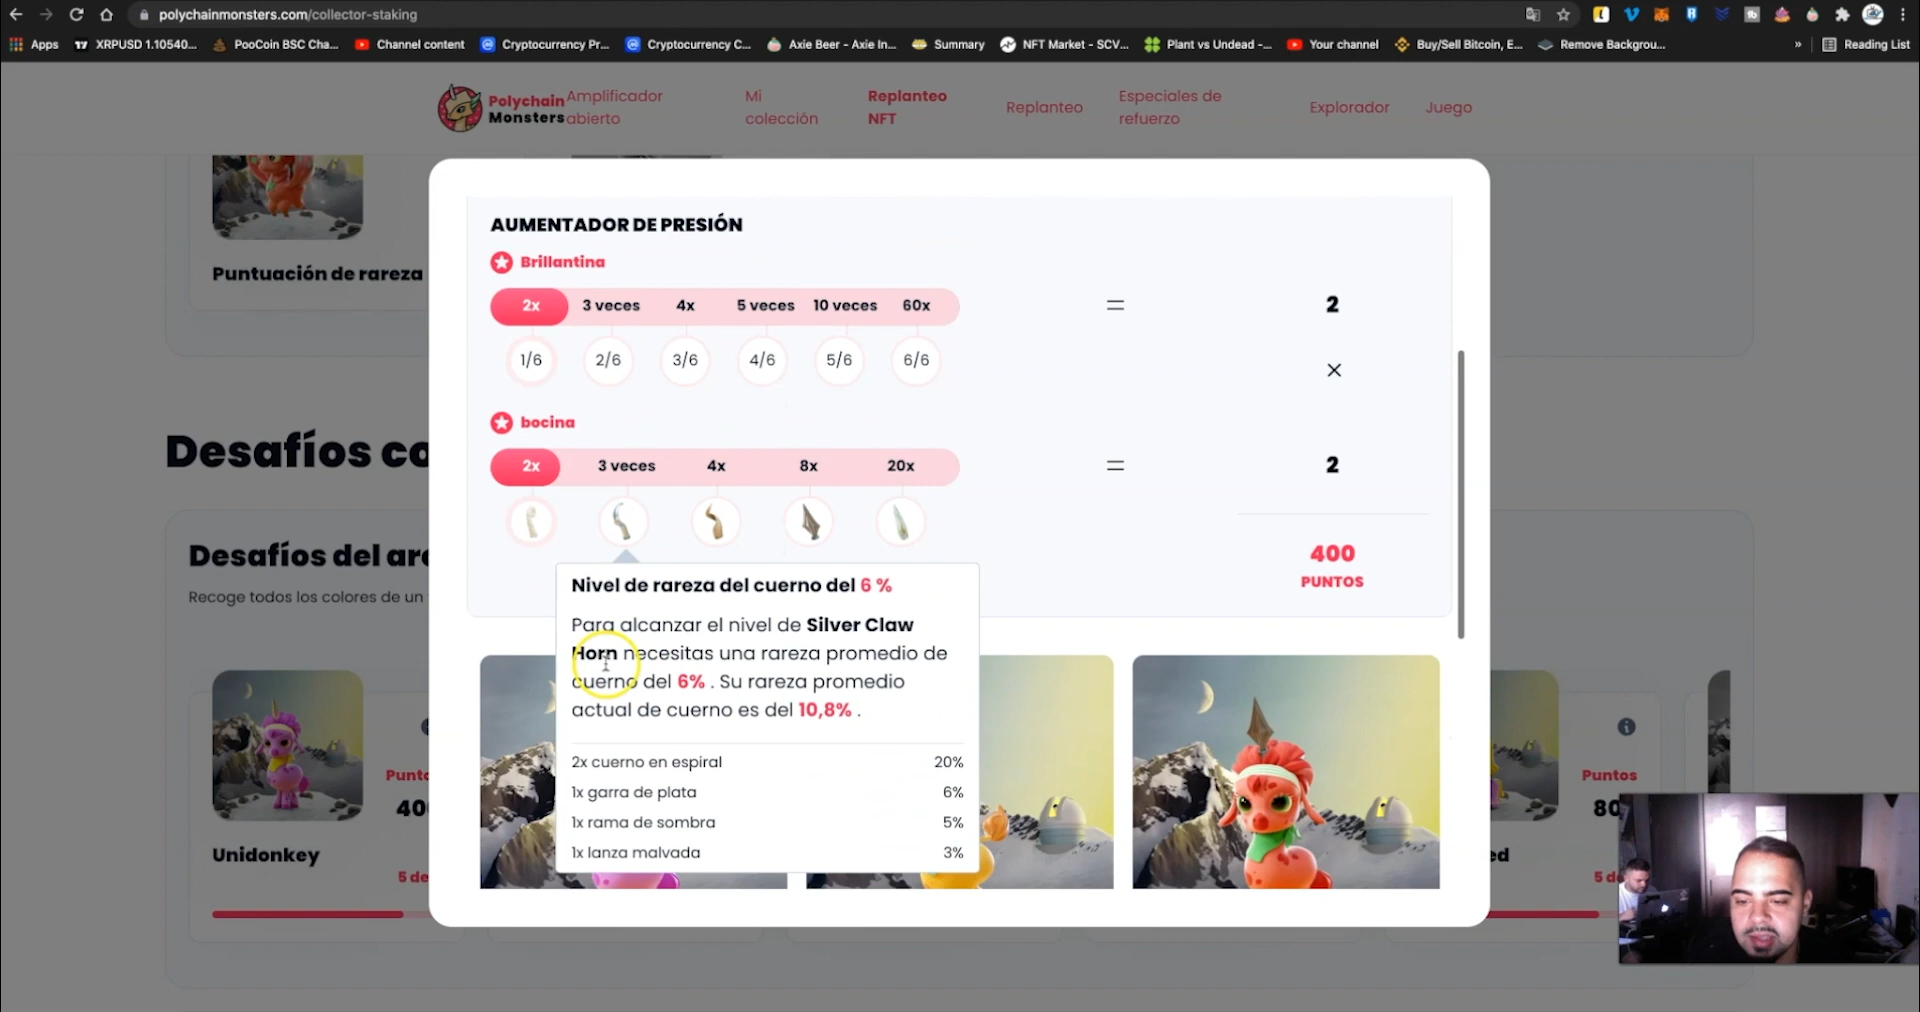 polychainmonsters.com/collector-staking
Apps
XRPUSD 1.10540...
PooCoin BSC Cha...
Channel content
Cryptocurrency Pr...
Cryptocurrency C...
Axie Beer - Axie In...
Summary
NFT Market - SCV...
Plant vs Undead -...
Your channel
Buy/Sell Bitcoin, E...
Remove Backgrou...
»
Reading List
Polychain
Monsters
Amplificador
abierto
Mi
colección
Replanteo
NFT
Replanteo
Especiales de
refuerzo
Explorador
Juego
Puntuación de rareza
AUMENTADOR DE PRESIÓN
Brillantina
2x 3 veces 4x 5 veces 10 veces 60x = 2
1/6 2/6 3/6 4/6 5/6 6/6 ×
bocina
2x 3 veces 4x 8x 20x = 2
400
PUNTOS
Nivel de rareza del cuerno del 6 %
Para alcanzar el nivel de Silver Claw
Horn necesitas una rareza promedio de
cuerno del 6% . Su rareza promedio
actual de cuerno es del 10,8% .
2x cuerno en espiral 20%
1x garra de plata 6%
1x rama de sombra 5%
1x lanza malvada 3%
Desafíos co
Desafíos del arc
Recoge todos los colores de un
Punto
400
Unidonkey
5 de
Puntos
80
ed
5 de